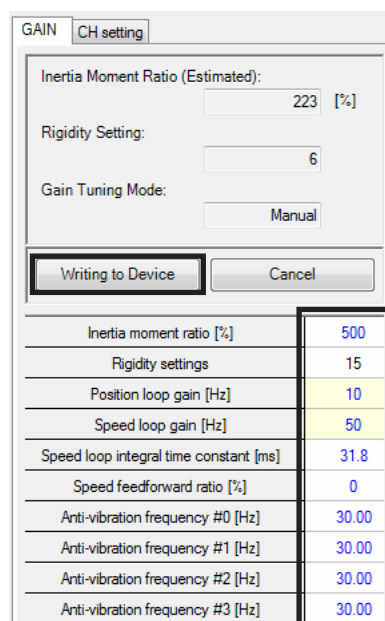 GAIN CH setting
Inertia Moment Ratio (Estimated):
223 [%]
Rigidity Setting:
6
Gain Tuning Mode:
Manual
Writing to Device Cancel
Inertia moment ratio [%] 500
Rigidity settings 15
Position loop gain [Hz] 10
Speed loop gain [Hz] 50
Speed loop integral time constant [ms] 31.8
Speed feedforward ratio [%] 0
Anti-vibration frequency #0 [Hz] 30.00
Anti-vibration frequency #1 [Hz] 30.00
Anti-vibration frequency #2 [Hz] 30.00
Anti-vibration frequency #3 [Hz] 30.00